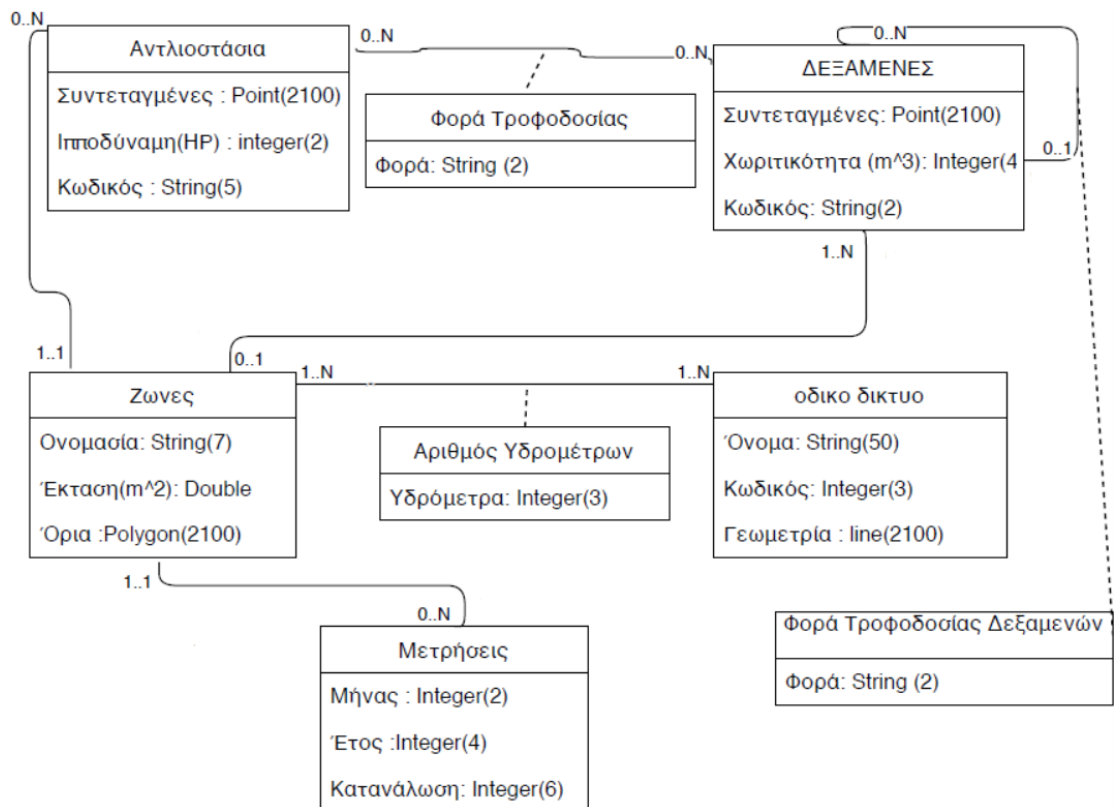 0..N
Αντλιοστάσια
Συντεταγμένες : Point(2100)
Ιπποδύναμη(HP) : integer(2)
Κωδικός : String(5)
0..N
0..N
Φορά Τροφοδοσίας
Φορά: String (2)
0..N
ΔΕΞΑΜΕΝΕΣ
Συντεταγμένες: Point(2100)
Χωριτικότητα (m^3): Integer(4
Κωδικός: String(2)
0..1
1..N
1..1
0..1
Ζωνες
Ονομασία: String(7)
Έκταση(m^2): Double
Όρια :Polygon(2100)
1..N
1..N
Αριθμός Υδρομέτρων
Υδρόμετρα: Integer(3)
οδικο δικτυο
Όνομα: String(50)
Κωδικός: Integer(3)
Γεωμετρία : line(2100)
1..1
0..N
Μετρήσεις
Μήνας : Integer(2)
Έτος :Integer(4)
Κατανάλωση: Integer(6)
Φορά Τροφοδοσίας Δεξαμενών
Φορά: String (2)